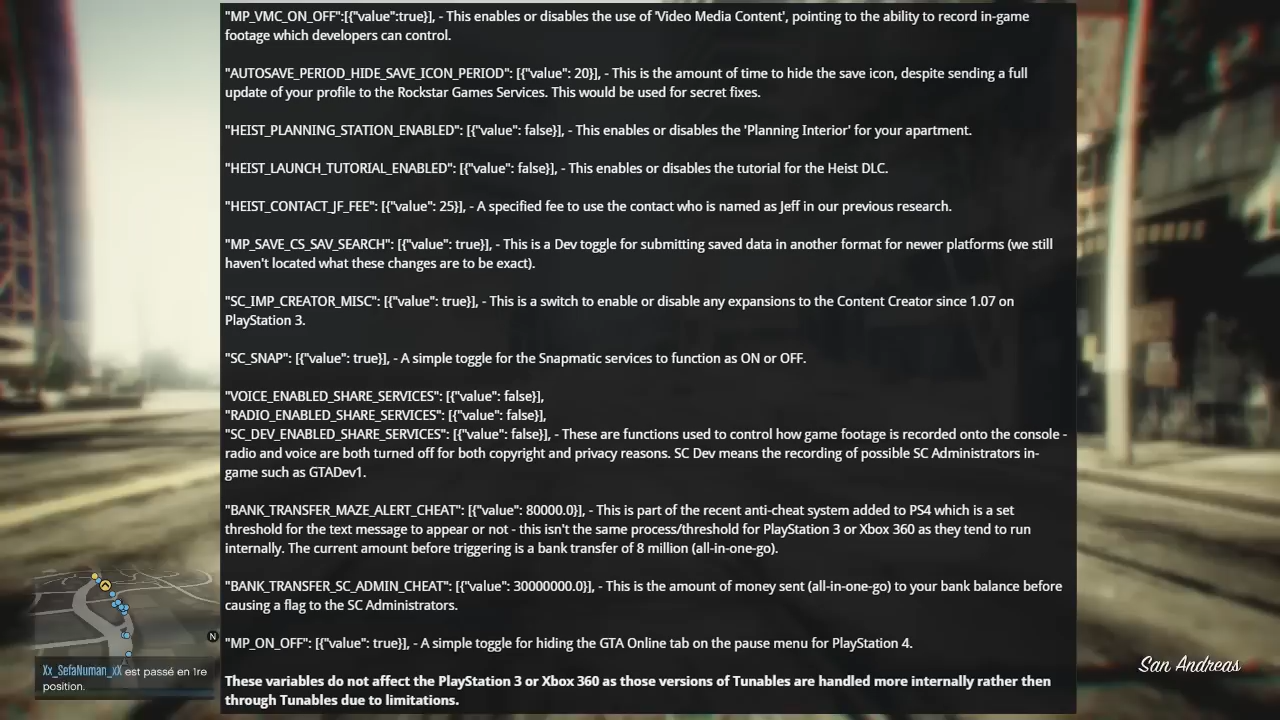 "MP_VMC_ON_OFF":[{"value":true}], - This enables or disables the use of 'Video Media Content', pointing to the ability to record in-game
footage which developers can control.
"AUTOSAVE_PERIOD_HIDE_SAVE_ICON_PERIOD": [{"value": 20}], - This is the amount of time to hide the save icon, despite sending a full
update of your profile to the Rockstar Games Services. This would be used for secret fixes.
"HEIST_PLANNING_STATION_ENABLED": [{"value": false}], - This enables or disables the 'Planning Interior' for your apartment.
"HEIST_LAUNCH_TUTORIAL_ENABLED": [{"value": false}], - This enables or disables the tutorial for the Heist DLC.
"HEIST_CONTACT_JF_FEE": [{"value": 25}], - A specified fee to use the contact who is named as Jeff in our previous research.
"MP_SAVE_CS_SAV_SEARCH": [{"value": true}], - This is a Dev toggle for submitting saved data in another format for newer platforms (we still
haven't located what these changes are to be exact).
"SC_IMP_CREATOR_MISC": [{"value": true}], - This is a switch to enable or disable any expansions to the Content Creator since 1.07 on
PlayStation 3.
"SC_SNAP": [{"value": true}], - A simple toggle for the Snapmatic services to function as ON or OFF.
"VOICE_ENABLED_SHARE_SERVICES": [{"value": false}],
"RADIO_ENABLED_SHARE_SERVICES": [{"value": false}],
"SC_DEV_ENABLED_SHARE_SERVICES": [{"value": false}], - These are functions used to control how game footage is recorded onto the console -
radio and voice are both turned off for both copyright and privacy reasons. SC Dev means the recording of possible SC Administrators in-
game such as GTADev1.
"BANK_TRANSFER_MAZE_ALERT_CHEAT": [{"value": 80000.0}], - This is part of the recent anti-cheat system added to PS4 which is a set
threshold for the text message to appear or not - this isn't the same process/threshold for PlayStation 3 or Xbox 360 as they tend to run
internally. The current amount before triggering is a bank transfer of 8 million (all-in-one-go).
"BANK_TRANSFER_SC_ADMIN_CHEAT": [{"value": 30000000.0}], - This is the amount of money sent (all-in-one-go) to your bank balance before
causing a flag to the SC Administrators.
"MP_ON_OFF": [{"value": true}], - A simple toggle for hiding the GTA Online tab on the pause menu for PlayStation 4.
These variables do not affect the PlayStation 3 or Xbox 360 as those versions of Tunables are handled more internally rather then
through Tunables due to limitations.
N
Xx_SefaNuman_xX est passé en 1re
position.
San Andreas